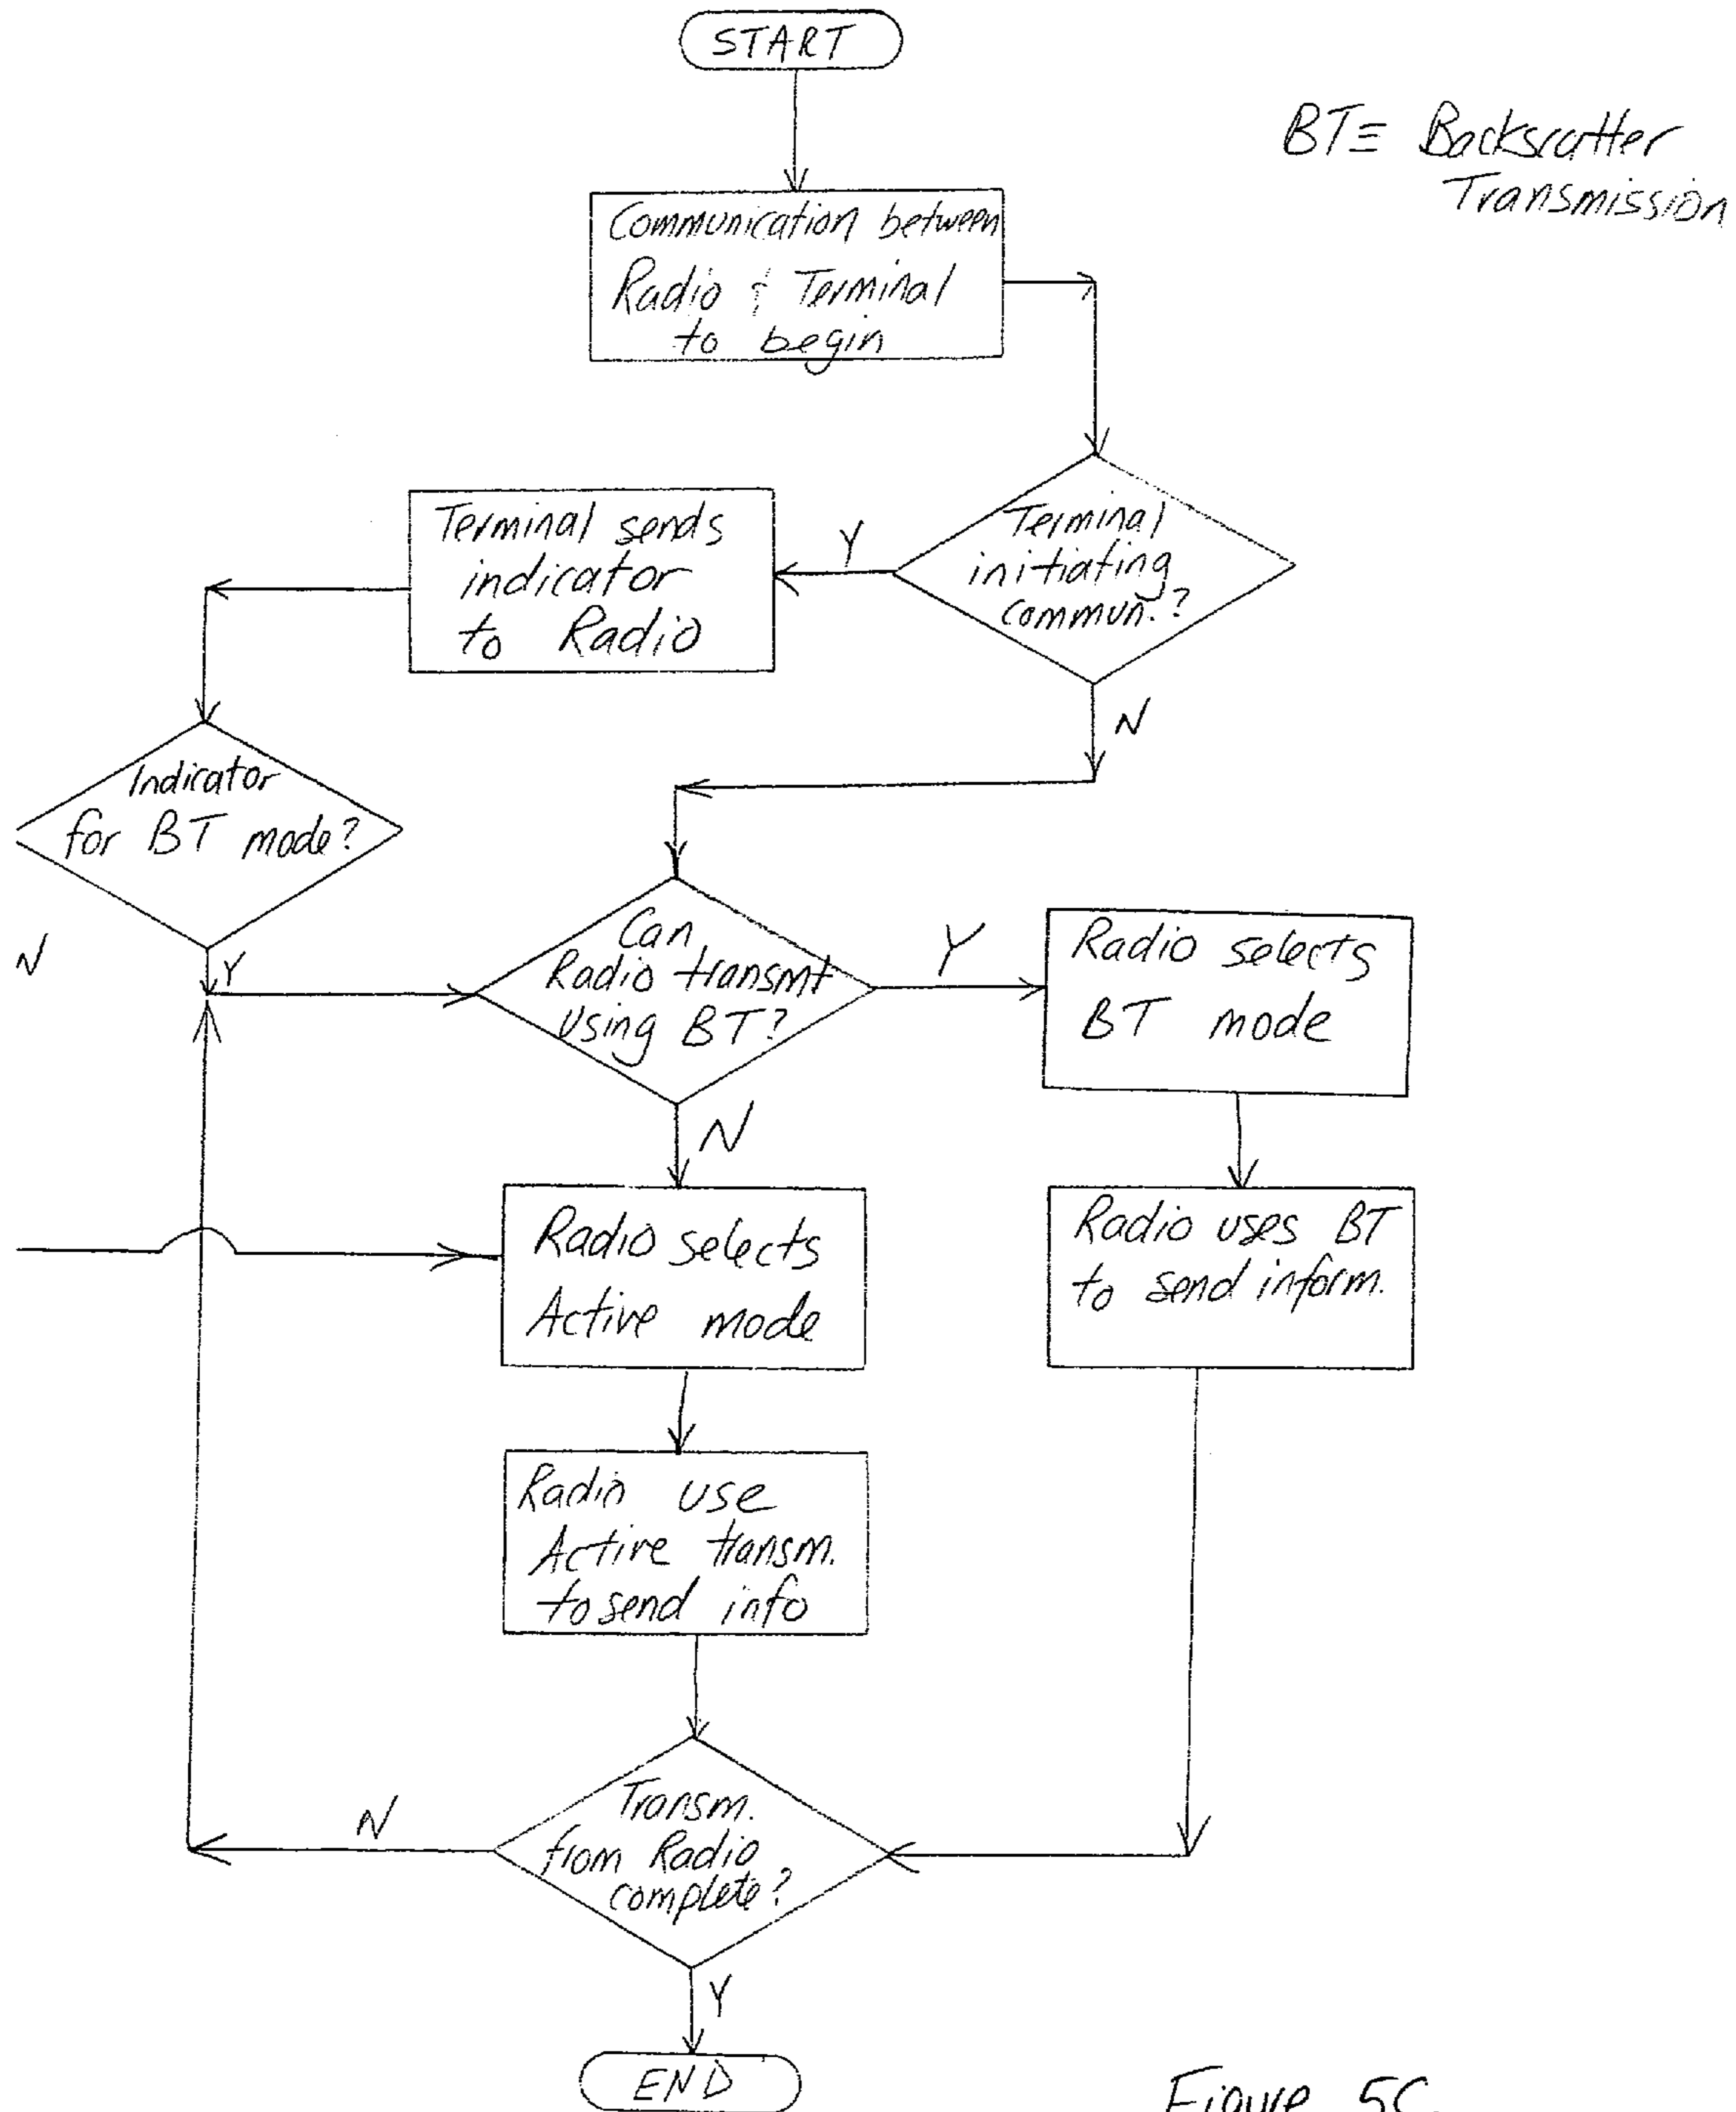 START
BT≡ Backscatter
Transmission
Communication between
Radio & Terminal
to begin
Terminal
initiating
commun.?
Y
Terminal sends
indicator
to Radio
N
Indicator
for BT mode?
N
Y
Can
Radio transmt
using BT?
Y
Radio selects
BT mode
N
Radio selects
Active mode
Radio uses BT
to send inform.
Radio use
Active transm.
to send info
Transm.
from Radio
complete?
N
Y
END
Figure 5C